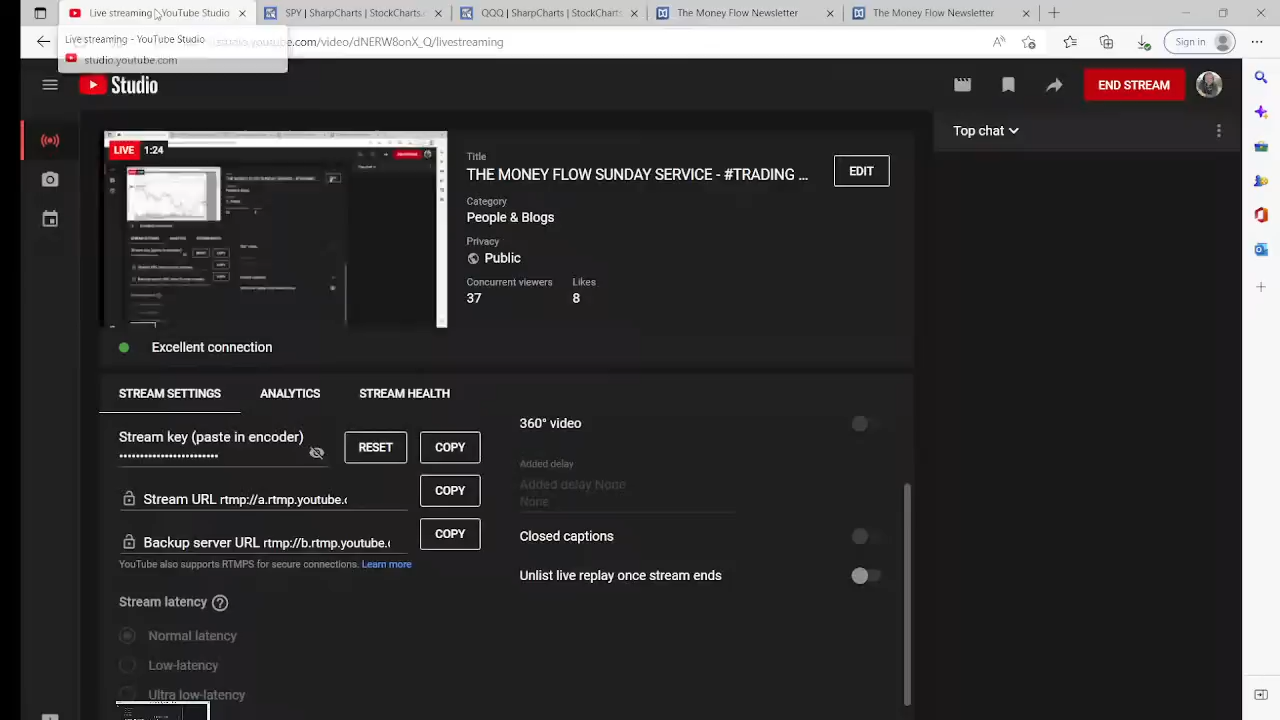 Live streaming - YouTube Studio
SPY | SharpCharts | StockCharts.
QQQ | SharpCharts | StockCharts.
The Money Flow Newsletter
The Money Flow Newsletter
Live streaming - YouTube Studio
studio.youtube.com
studio.youtube.com/video/dNERW8onX_Q/livestreaming
Sign in
Studio
END STREAM
LIVE 1:24
Title
THE MONEY FLOW SUNDAY SERVICE - #TRADING ...
EDIT
Category
People & Blogs
Privacy
Public
Concurrent viewers
37
Likes
8
Top chat
Excellent connection
STREAM SETTINGS
ANALYTICS
STREAM HEALTH
Stream key (paste in encoder)
RESET
COPY
Stream URL rtmp://a.rtmp.youtube.c
COPY
Backup server URL rtmp://b.rtmp.youtube.c
COPY
YouTube also supports RTMPS for secure connections. Learn more
Stream latency
Normal latency
Low-latency
Ultra low-latency
360° video
Added delay
Added delay None
None
Closed captions
Unlist live replay once stream ends